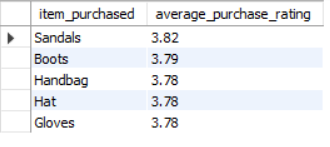 item_purchased average_purchase_rating
Sandals 3.82
Boots 3.79
Handbag 3.78
Hat 3.78
Gloves 3.78